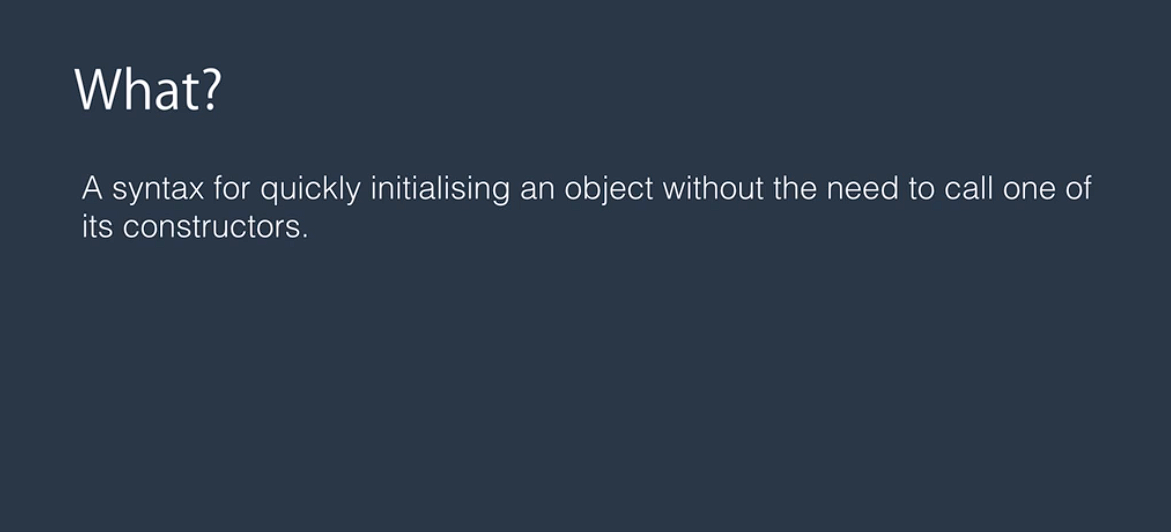 What?
A syntax for quickly initialising an object without the need to call one of
its constructors.